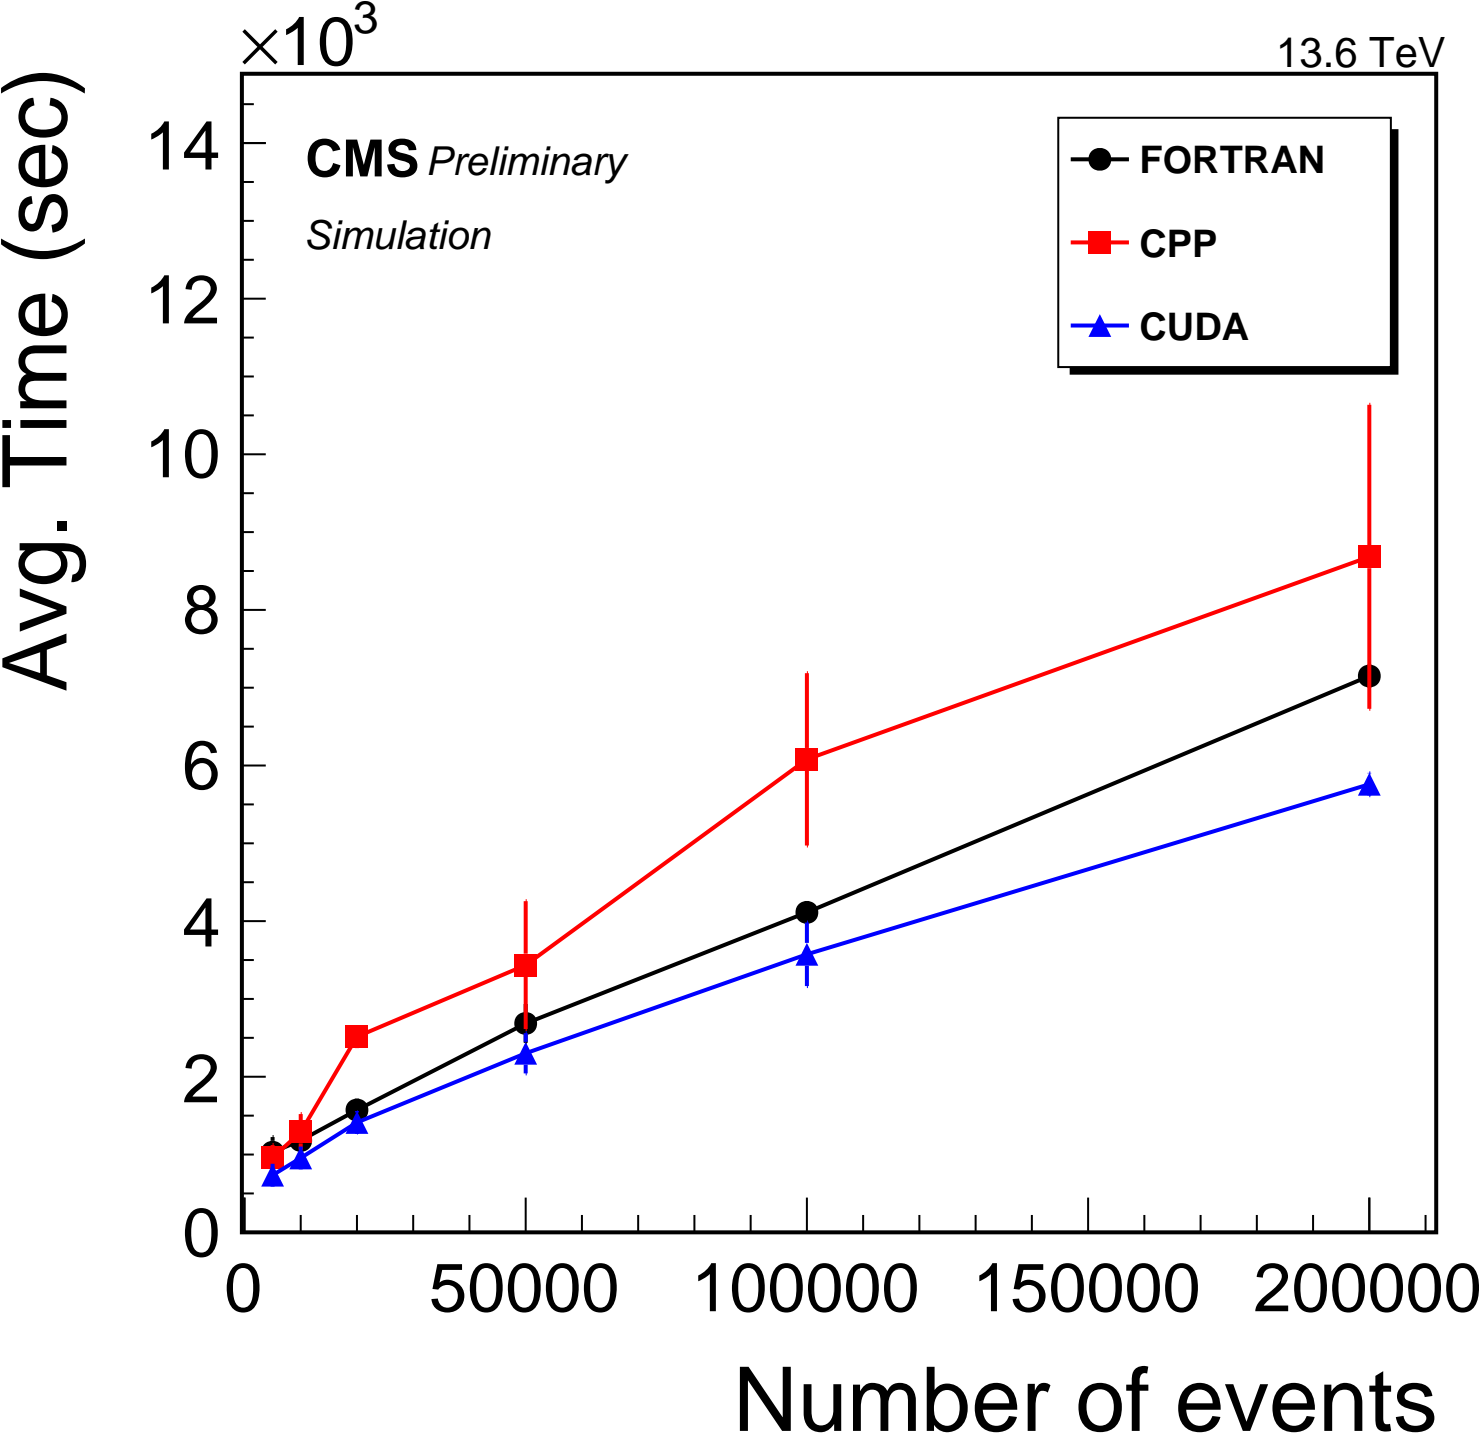 ×10³
13.6 TeV
CMS Preliminary
Simulation
FORTRAN
CPP
CUDA
Avg. Time (sec)
14
12
10
8
6
4
2
0
0 50000 100000 150000 200000
Number of events